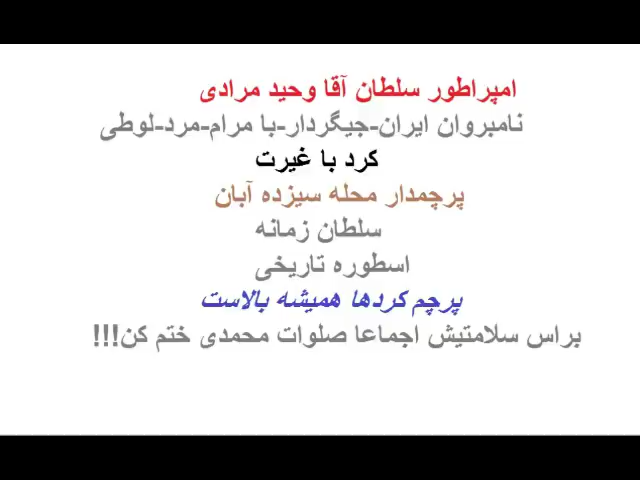 امپراطور سلطان آقا وحید مرادی
نامبروان ایران-جیگردار-با مرام-مرد-لوطی
کرد با غیرت
پرچمدار محله سیزده آبان
سلطان زمانه
اسطوره تاریخی
پرچم کردها همیشه بالاست
براس سلامتیش اجماعا صلوات محمدی ختم کن!!!